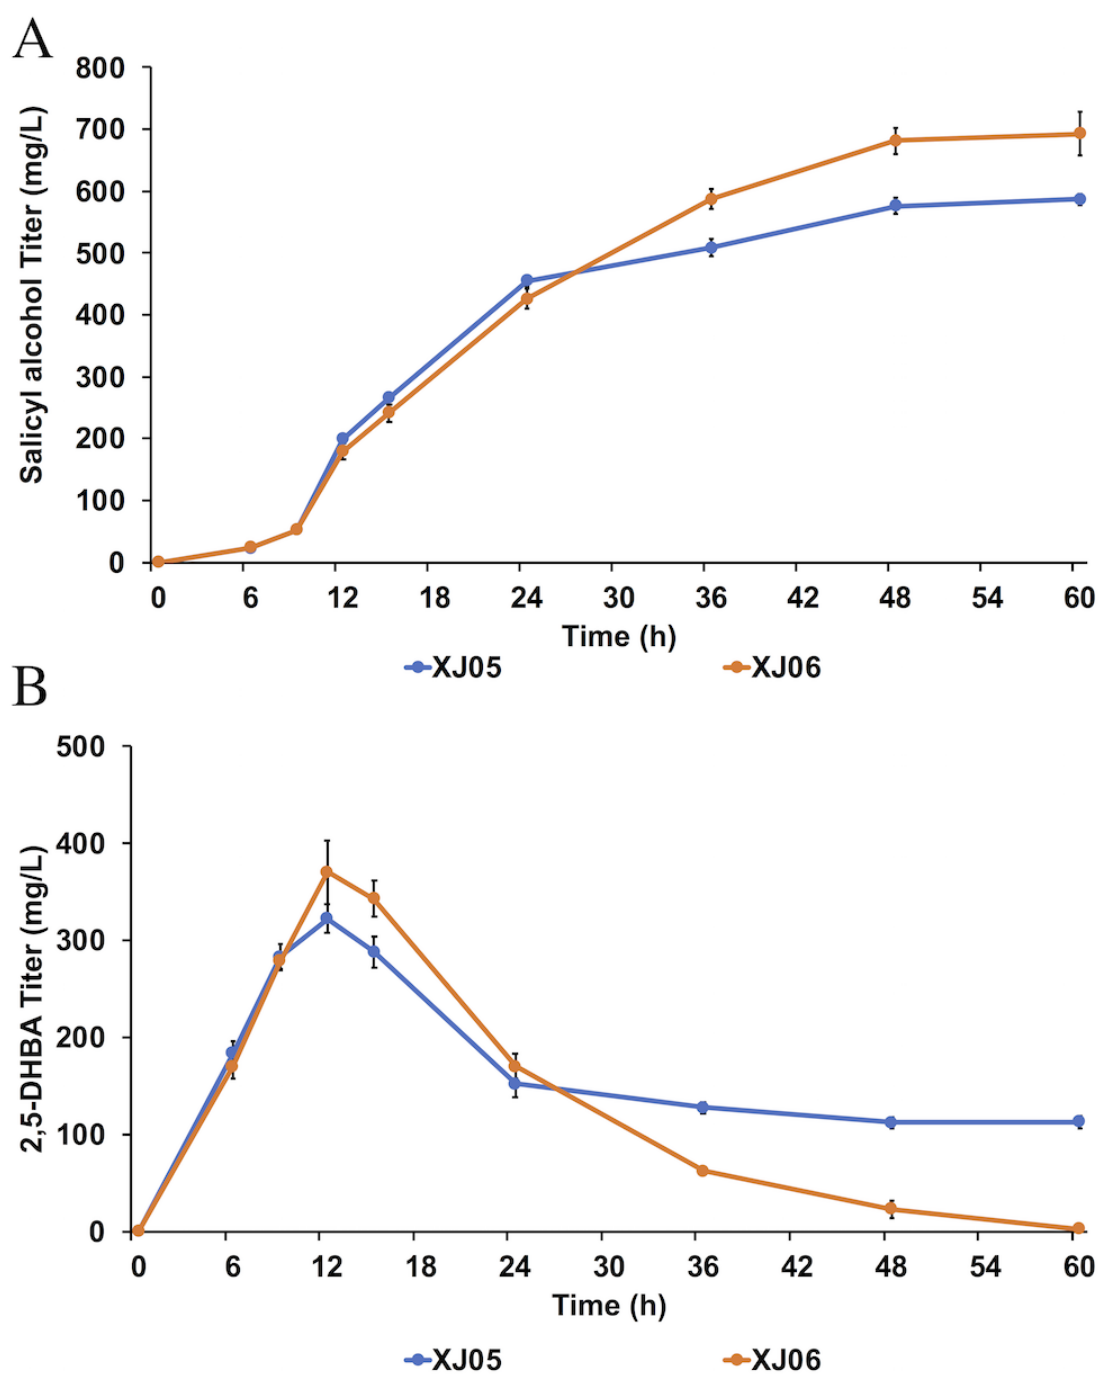 A
800
700
600
500
400
300
200
100
0
Salicyl alcohol Titer (mg/L)
0 6 12 18 24 30 36 42 48 54 60
Time (h)
XJ05 XJ06
B
500
400
300
200
100
0
2,5-DHBA Titer (mg/L)
0 6 12 18 24 30 36 42 48 54 60
Time (h)
XJ05 XJ06